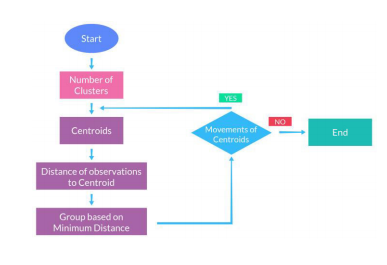 Start
Number of
Clusters
YES
Centroids
Movements of
Centroids
NO
End
Distance of observations
to Centroid
Group based on
Minimum Distance